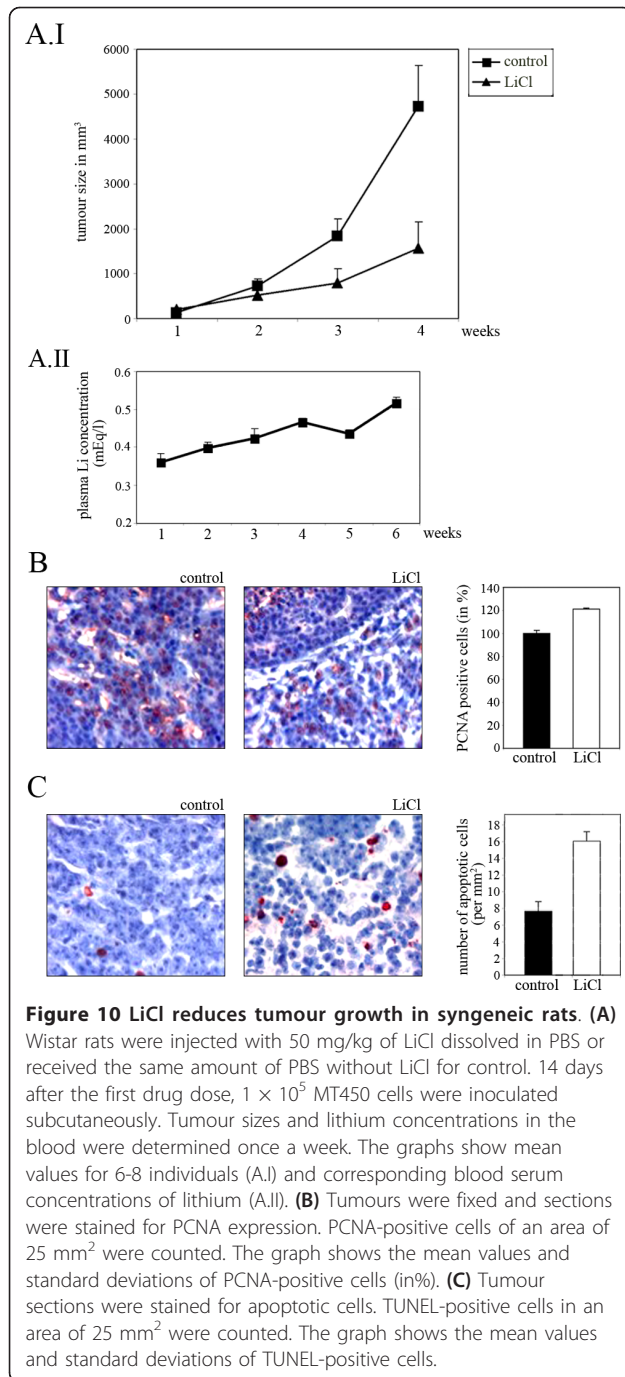 A.I
control
LiCl
tumour size in mm³
6000
5000
4000
3000
2000
1000
0
1 2 3 4 weeks
A.II
plasma Li concentration
(mEq/l)
0.6
0.5
0.4
0.3
0.2
1 2 3 4 5 6 weeks
B
control
LiCl
PCNA positive cells (in %)
140
120
100
80
60
40
20
0
control LiCl
C
control
LiCl
number of apoptotic cells
(per mm²)
18
16
14
12
10
8
6
4
2
0
control LiCl
Figure 10 LiCl reduces tumour growth in syngeneic rats. (A)
Wistar rats were injected with 50 mg/kg of LiCl dissolved in PBS or
received the same amount of PBS without LiCl for control. 14 days
after the first drug dose, 1 × 10⁵ MT450 cells were inoculated
subcutaneously. Tumour sizes and lithium concentrations in the
blood were determined once a week. The graphs show mean
values for 6-8 individuals (A.I) and corresponding blood serum
concentrations of lithium (A.II). (B) Tumours were fixed and sections
were stained for PCNA expression. PCNA-positive cells of an area of
25 mm² were counted. The graph shows the mean values and
standard deviations of PCNA-positive cells (in%). (C) Tumour
sections were stained for apoptotic cells. TUNEL-positive cells in an
area of 25 mm² were counted. The graph shows the mean values
and standard deviations of TUNEL-positive cells.